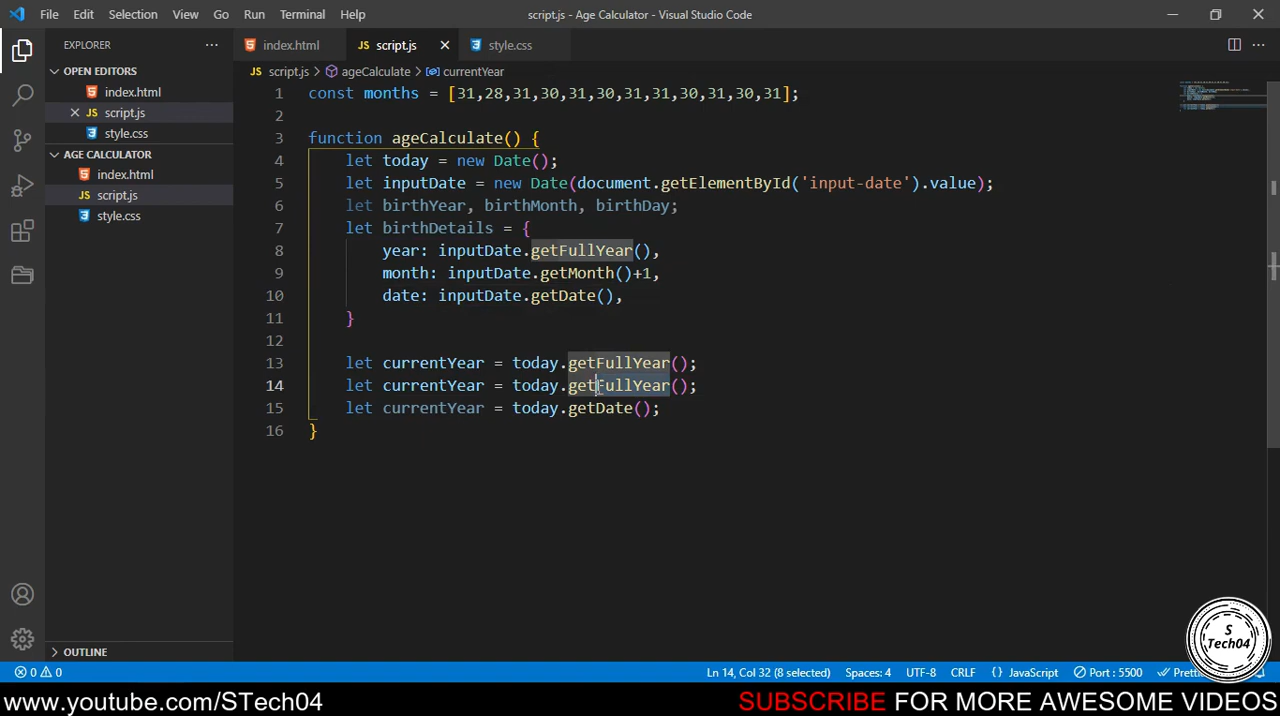 File Edit Selection View Go Run Terminal Help script.js - Age Calculator - Visual Studio Code
EXPLORER
index.html script.js style.css
OPEN EDITORS
index.html
script.js
style.css
AGE CALCULATOR
index.html
script.js
style.css
OUTLINE
script.js > ageCalculate > currentYear
1 const months = [31,28,31,30,31,30,31,31,30,31,30,31];
2
3 function ageCalculate() {
4 let today = new Date();
5 let inputDate = new Date(document.getElementById('input-date').value);
6 let birthYear, birthMonth, birthDay;
7 let birthDetails = {
8 year: inputDate.getFullYear(),
9 month: inputDate.getMonth()+1,
10 date: inputDate.getDate(),
11 }
12
13 let currentYear = today.getFullYear();
14 let currentYear = today.getFullYear();
15 let currentYear = today.getDate();
16 }
S
Tech04
0 0 Ln 14, Col 32 (8 selected) Spaces: 4 UTF-8 CRLF {} JavaScript Port : 5500
www.youtube.com/STech04 SUBSCRIBE FOR MORE AWESOME VIDEOS